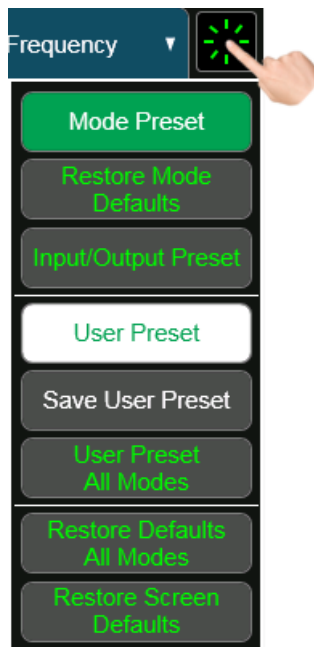 Frequency
Mode Preset
Restore Mode
Defaults
Input/Output Preset
User Preset
Save User Preset
User Preset
All Modes
Restore Defaults
All Modes
Restore Screen
Defaults